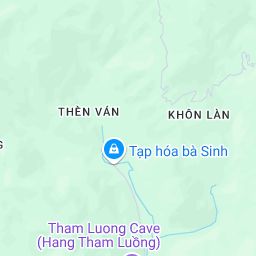 THÈN VÁN
KHÔN LÀN
G
Tạp hóa bà Sinh
Tham Luong Cave
(Hang Tham Luồng)